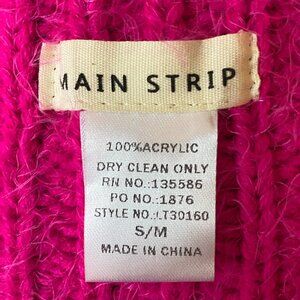 MAIN STRIP
100%ACRYLIC
DRY CLEAN ONLY
RN NO.:135586
PO NO.:1876
STYLE NO.:LT30160
S/M
MADE IN CHINA